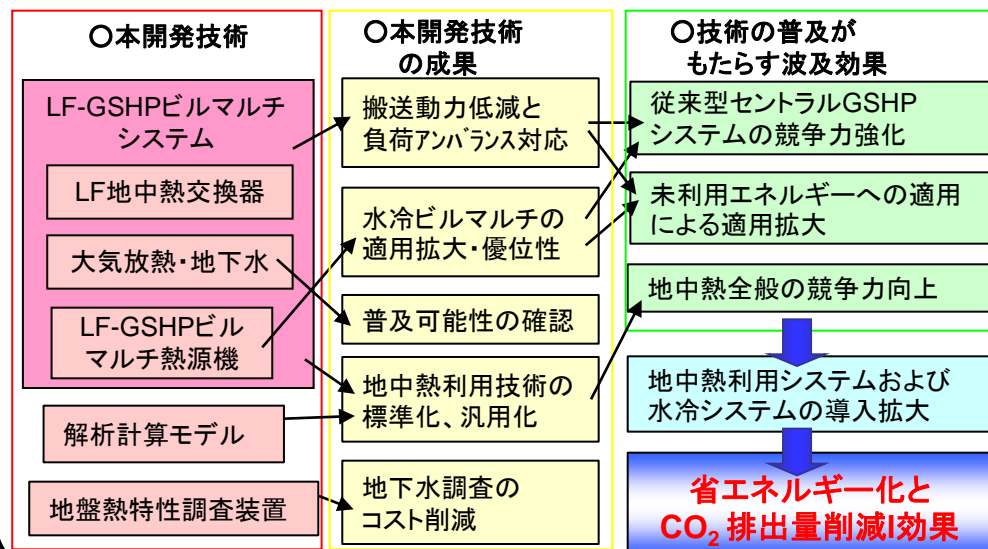 〇本開発技術
LF-GSHPビルマルチ
システム
LF地中熱交換器
大気放熱・地下水
LF-GSHPビル
マルチ熱源機
解析計算モデル
地盤熱特性調査装置
〇本開発技術
の成果
搬送動力低減と
負荷アンバランス対応
水冷ビルマルチの
適用拡大・優位性
普及可能性の確認
地中熱利用技術の
標準化、汎用化
地下水調査の
コスト削減
〇技術の普及が
もたらす波及効果
従来型セントラルGSHP
システムの競争力強化
未利用エネルギーへの適用
による適用拡大
地中熱全般の競争力向上
地中熱利用システムおよび
水冷システムの導入拡大
省エネルギー化と
CO₂ 排出量削減I効果